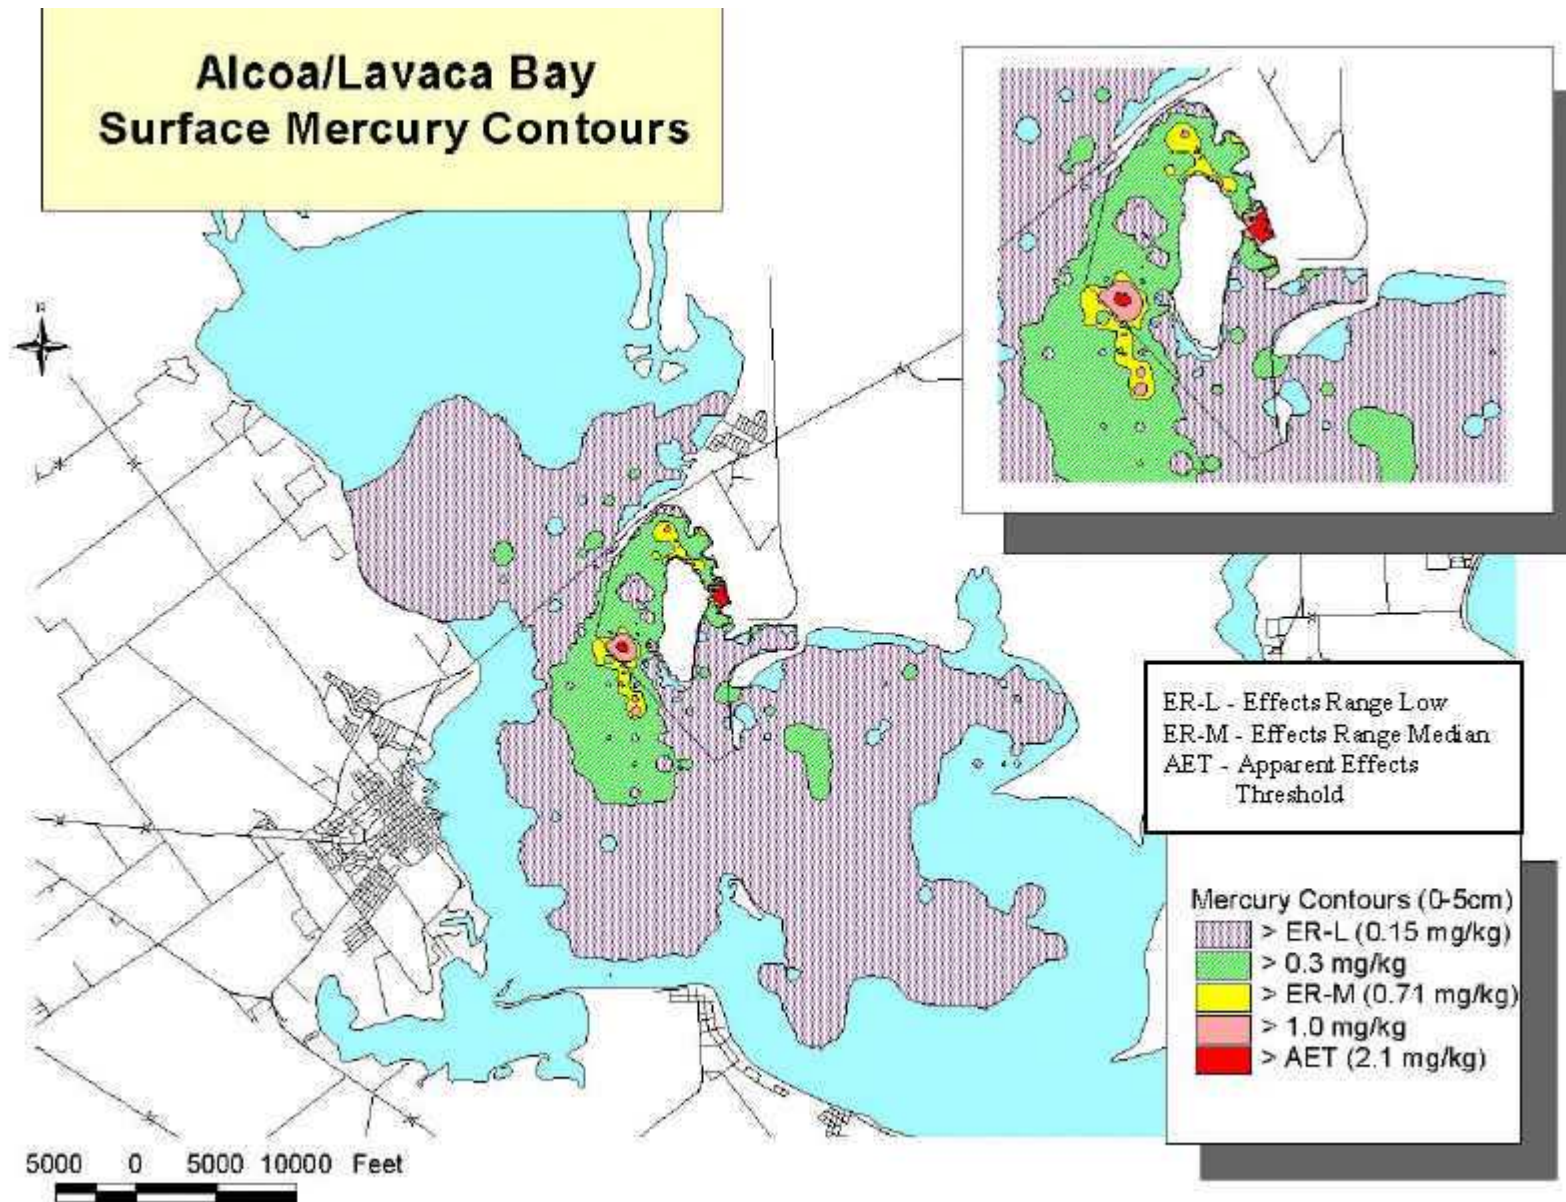 Alcoa/Lavaca Bay
Surface Mercury Contours
N
ER-L - Effects Range Low
ER-M - Effects Range Median
AET - Apparent Effects
Threshold
Mercury Contours (0-5cm)
> ER-L (0.15 mg/kg)
> 0.3 mg/kg
> ER-M (0.71 mg/kg)
> 1.0 mg/kg
> AET (2.1 mg/kg)
5000 0 5000 10000 Feet